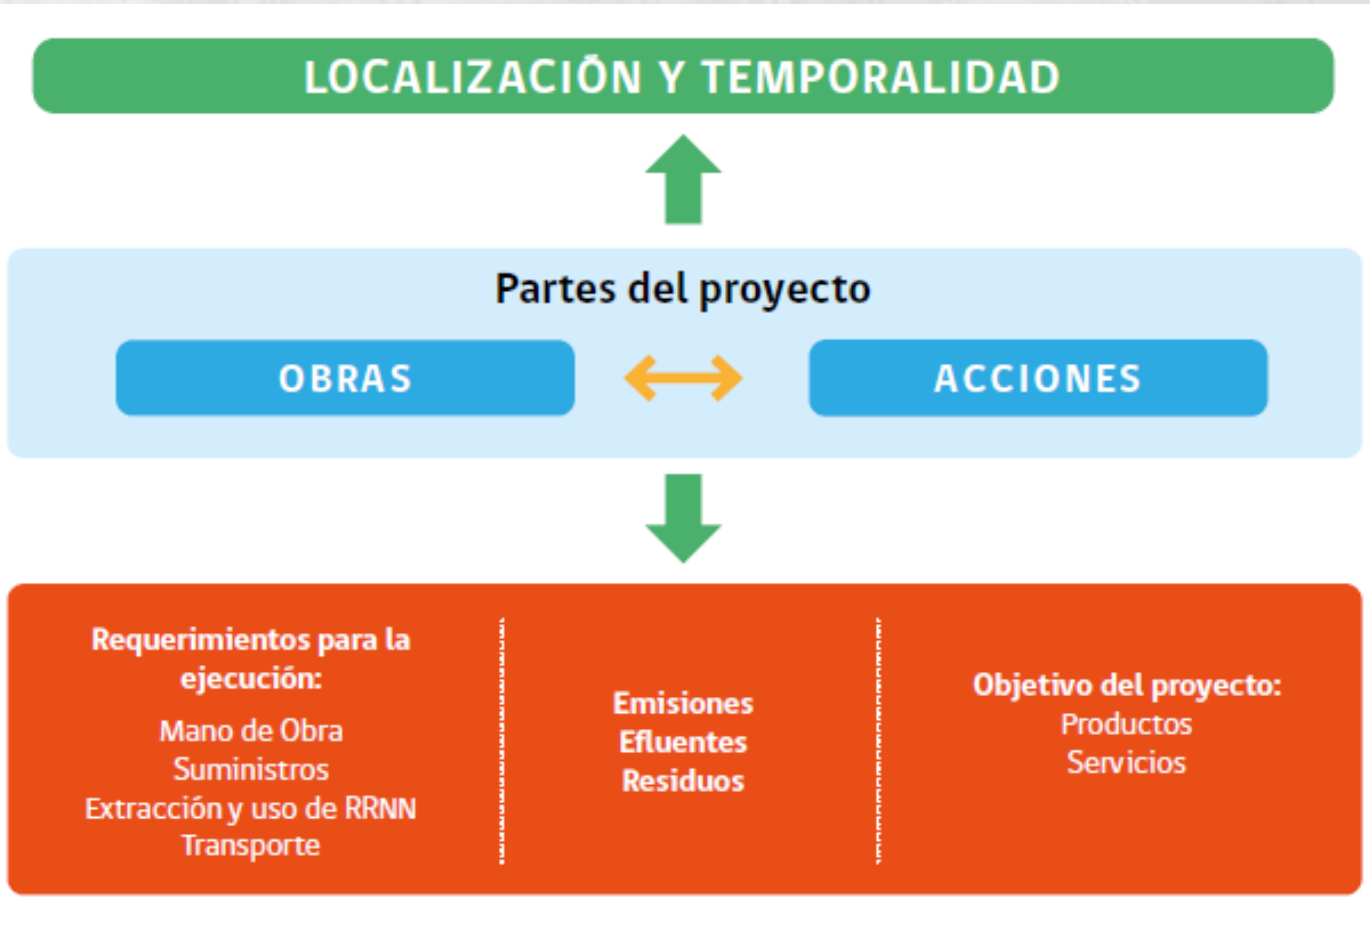 LOCALIZACIÓN Y TEMPORALIDAD
Partes del proyecto
OBRAS
ACCIONES
Requerimientos para la
ejecución:
Mano de Obra
Suministros
Extracción y uso de RRNN
Transporte
Emisiones
Efluentes
Residuos
Objetivo del proyecto:
Productos
Servicios